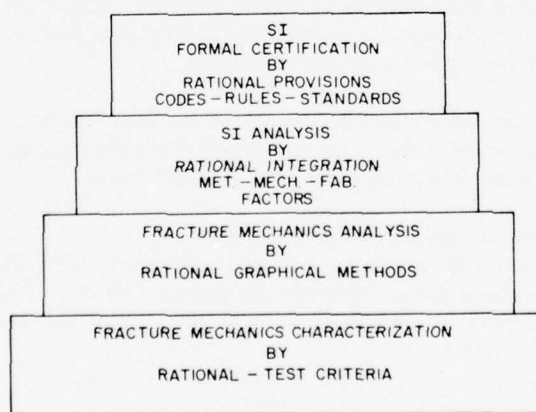 SI
FORMAL CERTIFICATION
BY
RATIONAL PROVISIONS
CODES-RULES-STANDARDS
SI ANALYSIS
BY
RATIONAL INTEGRATION
MET.-MECH.-FAB.
FACTORS
FRACTURE MECHANICS ANALYSIS
BY
RATIONAL GRAPHICAL METHODS
FRACTURE MECHANICS CHARACTERIZATION
BY
RATIONAL - TEST CRITERIA